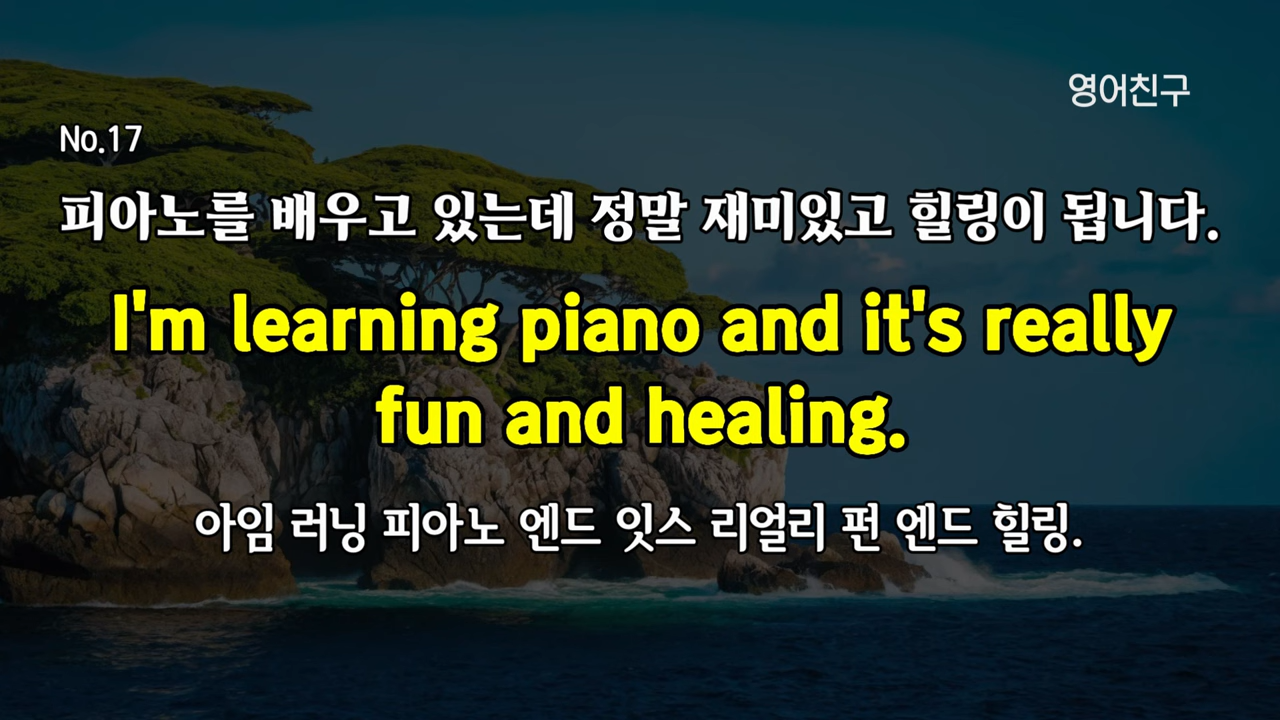 영어친구
No.17
피아노를 배우고 있는데 정말 재미있고 힐링이 됩니다.
I'm learning piano and it's really
fun and healing.
아임 러닝 피아노 엔드 잇스 리얼리 펀 엔드 힐링.